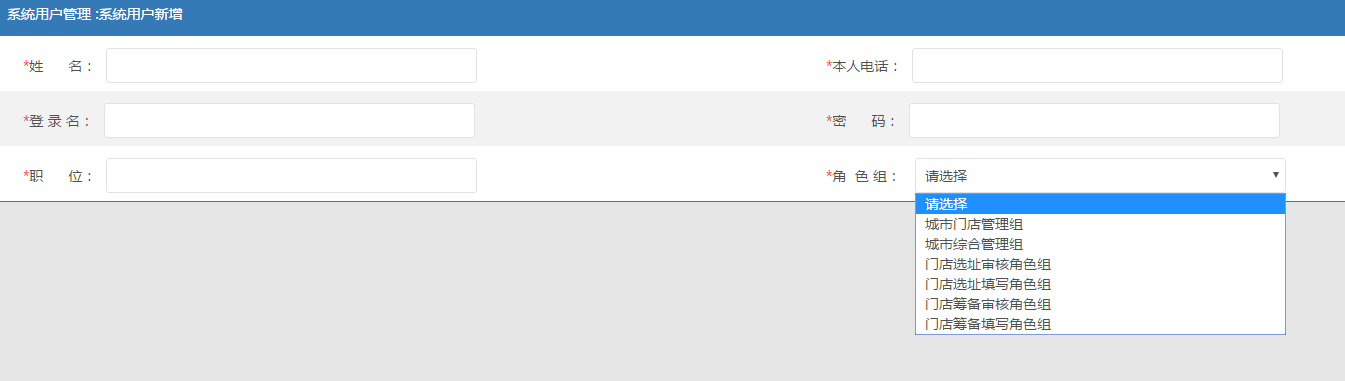 系统用户管理 :系统用户新增
*姓 名： *本人电话：
*登 录 名： *密 码：
*职 位： *角 色 组： 请选择
请选择
城市门店管理组
城市综合管理组
门店选址审核角色组
门店选址填写角色组
门店筹备审核角色组
门店筹备填写角色组